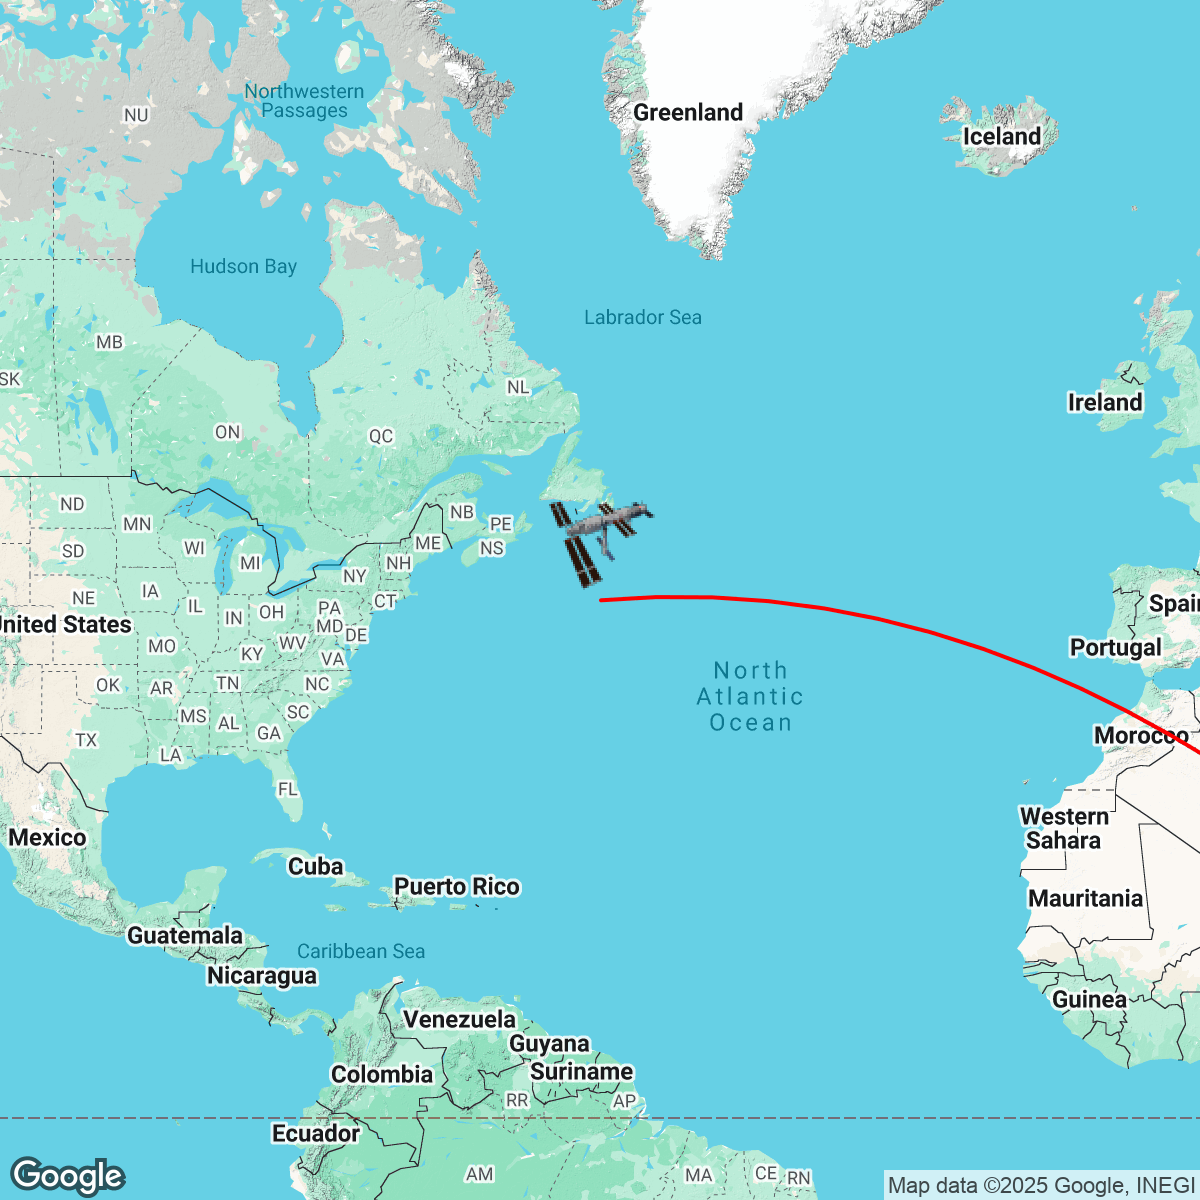 Northwestern
Passages
NU
Greenland
Iceland
Hudson Bay
Labrador Sea
MB
SK
NL
Ireland
ON
QC
ND
NB
MN
PE
WI
SD
ME
NS
MI
NH
NY
IA
NE
CT
IL
OH
PA
IN
MD
United States
DE
Spain
MO
WV
KY
VA
Portugal
OK
AR
TN
NC
North
Atlantic
Ocean
MS
AL
SC
GA
TX
LA
Morocco
FL
Western
Sahara
Mexico
Cuba
Puerto Rico
Mauritania
Guatemala
Caribbean Sea
Nicaragua
Guinea
Venezuela
Guyana
Suriname
Colombia
RR
AP
Ecuador
AM
MA
CE
RN
Google
Map data ©2025 Google, INEGI